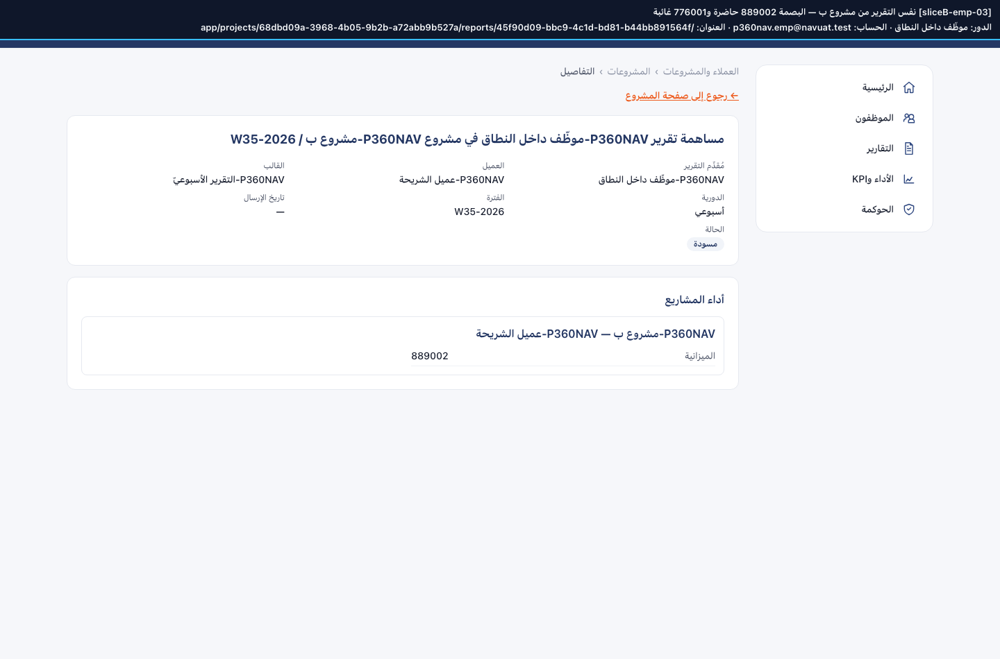 [sliceB-emp-03] نفس التقرير من مشروع ب — البصمة 889002 حاضرة و776001 غائبة
الدور: موظّف داخل النطاق · الحساب: p360nav.emp@navuat.test · العنوان: /app/projects/68dbd09a-3968-4b05-9b2b-a72abb9b527a/reports/45f90d09-bbc9-4c1d-bd81-b44bb891564f
الرئيسية
الموظفون
التقارير
الأداء وKPI
الحوكمة
العملاء والمشروعات › المشروعات › التفاصيل
← رجوع إلى صفحة المشروع
مساهمة تقرير P360NAV-موظّف داخل النطاق في مشروع P360NAV-مشروع ب / 2026-W35
مُقدّم التقرير
P360NAV-موظّف داخل النطاق
العميل
P360NAV-عميل الشريحة
القالب
P360NAV-التقرير الأسبوعيّ
الدورية
أسبوعي
الفترة
2026-W35
تاريخ الإرسال
—
الحالة
مسودة
أداء المشاريع
P360NAV-مشروع ب — P360NAV-عميل الشريحة
الميزانية
889002